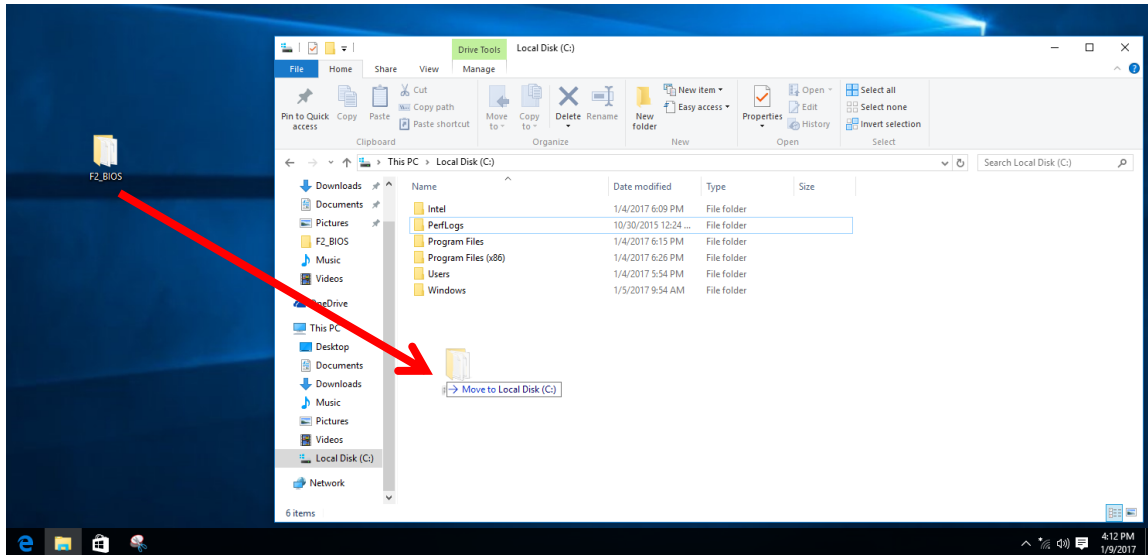 F2_BIOS
Drive Tools Local Disk (C:)
File Home Share View Manage
Pin to Quick access
Copy
Paste
Cut
Copy path
Paste shortcut
Clipboard
Move to
Copy to
Delete
Rename
Organize
New folder
New item
Easy access
New
Properties
Open
Edit
History
Open
Select all
Select none
Invert selection
Select
This PC > Local Disk (C:)
Search Local Disk (C:)
Downloads
Documents
Pictures
F2_BIOS
Music
Videos
OneDrive
This PC
Desktop
Documents
Downloads
Music
Pictures
Videos
Local Disk (C:)
Network
Name Date modified Type Size
Intel 1/4/2017 6:09 PM File folder
PerfLogs 10/30/2015 12:24 ... File folder
Program Files 1/4/2017 6:15 PM File folder
Program Files (x86) 1/4/2017 6:26 PM File folder
Users 1/4/2017 5:54 PM File folder
Windows 1/5/2017 9:54 AM File folder
→ Move to Local Disk (C:)
6 items
4:12 PM
1/9/2017